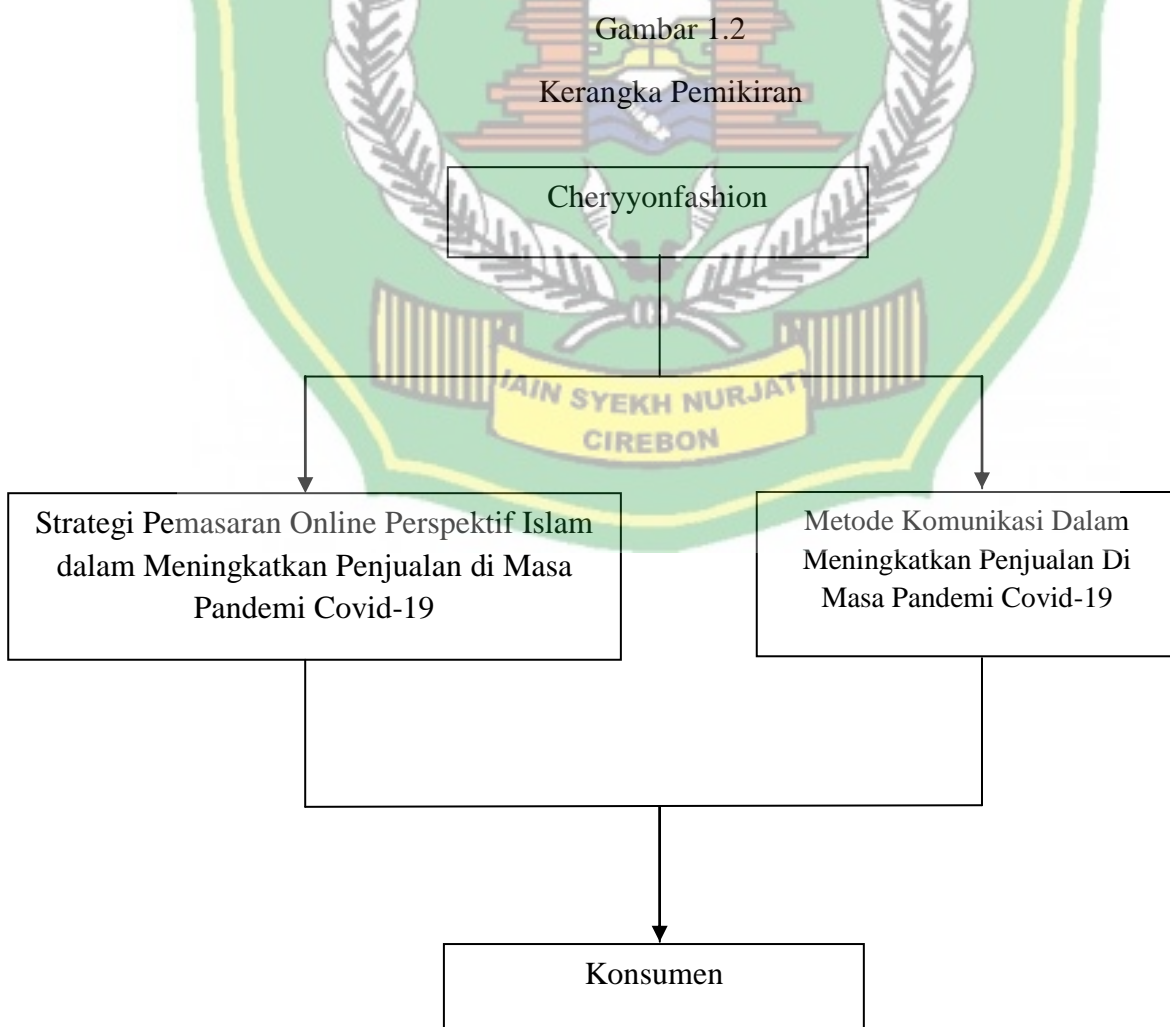 Gambar 1.2
Kerangka Pemikiran
Cheryyonfashion
IAIN SYEKH NURJATI
CIREBON
Strategi Pemasaran Online Perspektif Islam
dalam Meningkatkan Penjualan di Masa
Pandemi Covid-19
Metode Komunikasi Dalam
Meningkatkan Penjualan Di
Masa Pandemi Covid-19
Konsumen